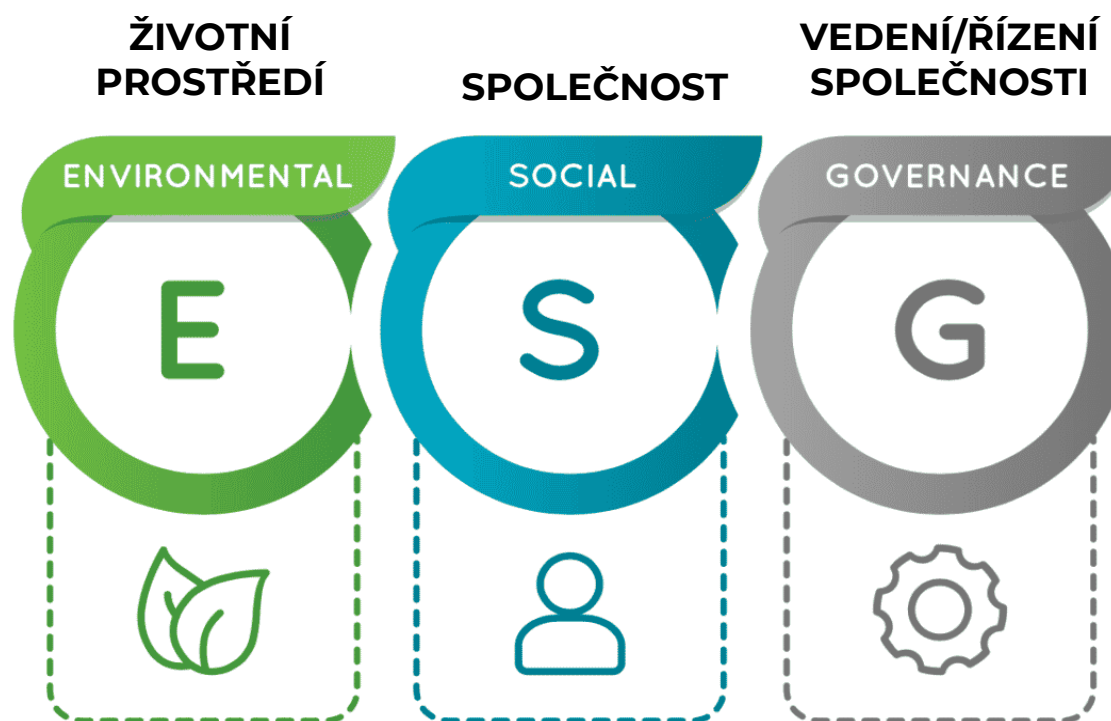 ŽIVOTNÍ
PROSTŘEDÍ
SPOLEČNOST
VEDENÍ/ŘÍZENÍ
SPOLEČNOSTI
ENVIRONMENTAL
SOCIAL
GOVERNANCE
E
S
G